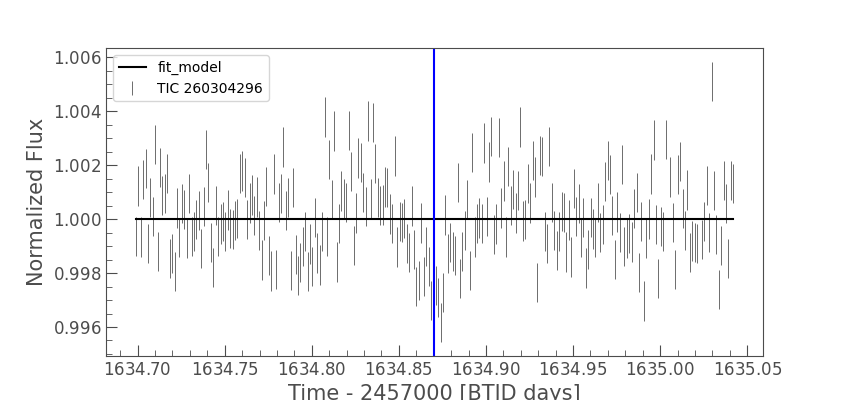 1.006
1.004
1.002
1.000
0.998
0.996
Normalized Flux
fit_model
TIC 260304296
1634.70 1634.75 1634.80 1634.85 1634.90 1634.95 1635.00 1635.05
Time - 2457000 [BTJD days]